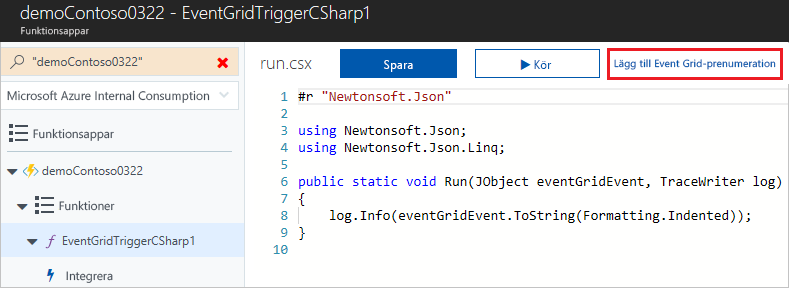 demoContoso0322 - EventGridTriggerCSharp1
Funktionsappar
"demoContoso0322"
Microsoft Azure Internal Consumption
Funktionsappar
demoContoso0322
Funktioner
EventGridTriggerCSharp1
Integrera
run.csx
Spara
Kör
Lägg till Event Grid-prenumeration
1 #r "Newtonsoft.Json"
2
3 using Newtonsoft.Json;
4 using Newtonsoft.Json.Linq;
5
6 public static void Run(JObject eventGridEvent, TraceWriter log)
7 {
8     log.Info(eventGridEvent.ToString(Formatting.Indented));
9 }
10